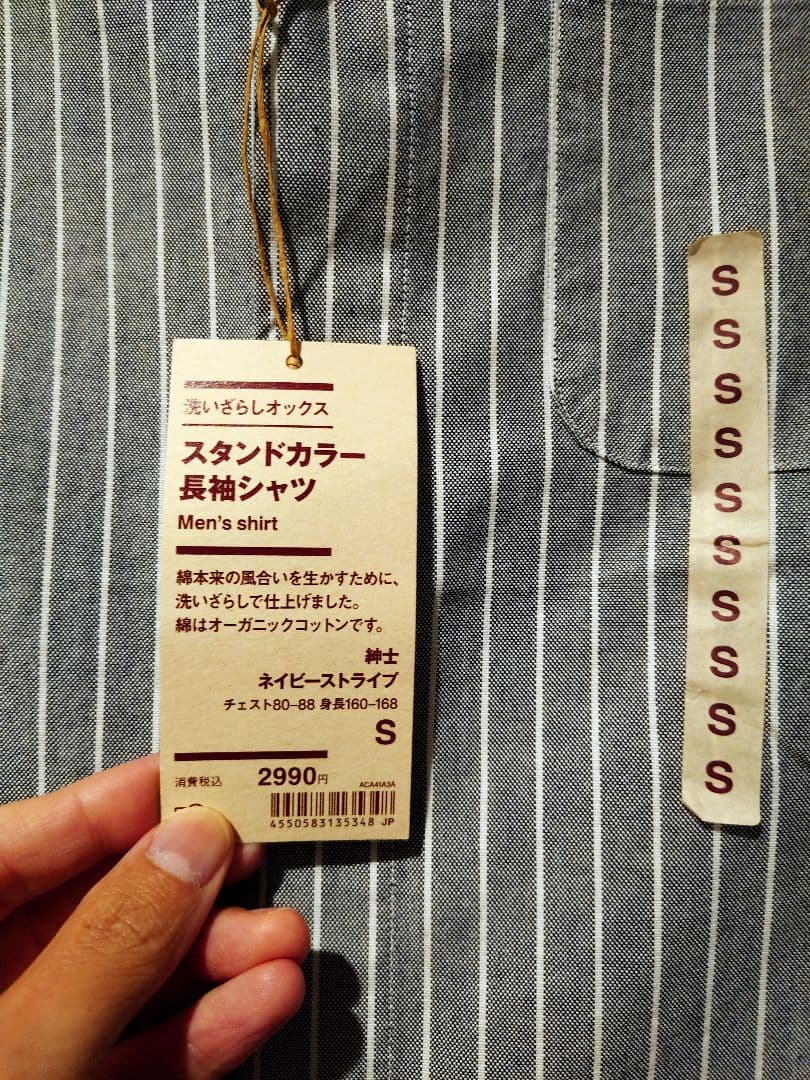 洗いざらしオックス
スタンドカラー
長袖シャツ
Men's shirt
綿本来の風合いを生かすために、
洗いざらしで仕上げました。
綿はオーガニックコットンです。
紳士
ネイビーストライプ
チェスト80–88 身長160–168
S
消費税込 2990円
ACA41A3A
4550583135348 JP
S
S
S
S
S
S
S
S
S
S